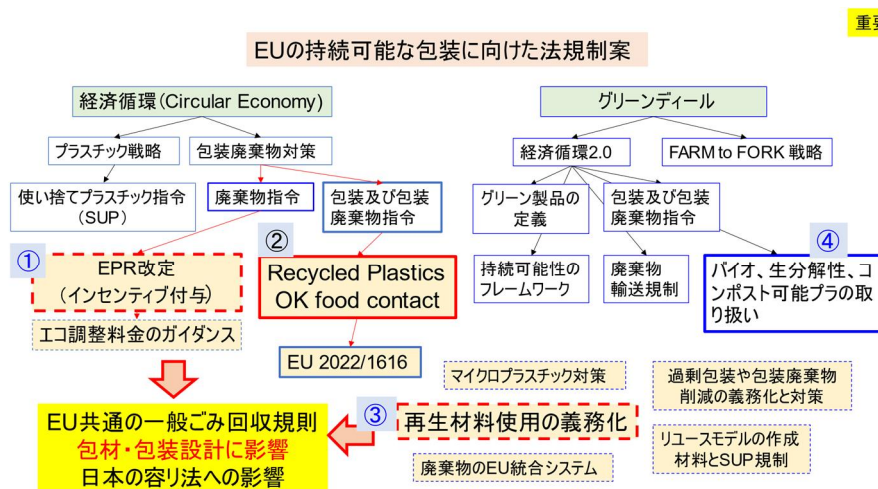 重要
EUの持続可能な包装に向けた法規制案
経済循環(Circular Economy)
グリーンディール
プラスチック戦略
包装廃棄物対策
経済循環2.0
FARM to FORK 戦略
使い捨てプラスチック指令
(SUP)
廃棄物指令
包装及び包装
廃棄物指令
グリーン製品の
定義
包装及び包装
廃棄物指令
①
EPR改定
(インセンティブ付与)
②
Recycled Plastics
OK food contact
持続可能性の
フレームワーク
廃棄物
輸送規制
④
バイオ、生分解性、コ
ンポスト可能プラの取
り扱い
エコ調整料金のガイダンス
EU 2022/1616
マイクロプラスチック対策
過剰包装や包装廃棄物
削減の義務化と対策
EU共通の一般ごみ回収規則
包材・包装設計に影響
日本の容リ法への影響
③
再生材料使用の義務化
リユースモデルの作成
材料とSUP規制
廃棄物のEU統合システム